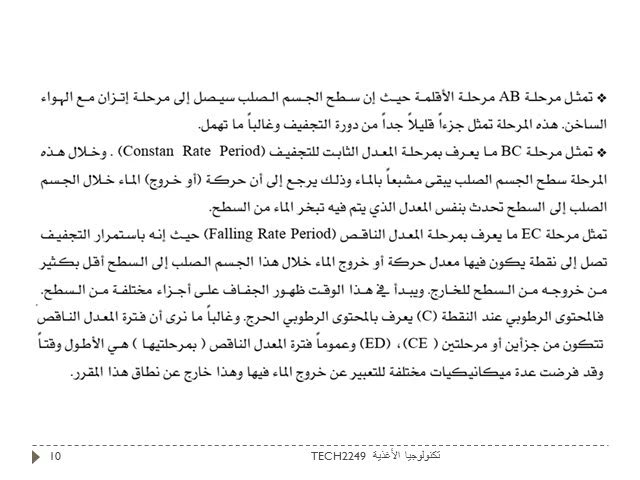 ❖ تمثل مرحلة AB مرحلة الأقلمة حيث إن سطح الجسم الصلب سيصل إلى مرحلة إتزان مع الهواء
الساخن. هذه المرحلة تمثل جزءاً قليلاً جداً من دورة التجفيف وغالباً ما تهمل.
❖ تمثل مرحلة BC ما يعرف بمرحلة المعدل الثابت للتجفيف (Constan Rate Period) . وخلال هذه
المرحلة سطح الجسم الصلب يبقى مشبعاً بالماء وذلك يرجع إلى أن حركة (أو خروج) الماء خلال الجسم
الصلب إلى السطح تحدث بنفس المعدل الذي يتم فيه تبخر الماء من السطح.
تمثل مرحلة EC ما يعرف بمرحلة المعدل الناقص (Falling Rate Period) حيث إنه باستمرار التجفيف
تصل إلى نقطة يكون فيها معدل حركة أو خروج الماء خلال هذا الجسم الصلب إلى السطح أقل بكثير
من خروجه من السطح للخارج. ويبدأ في هذا الوقت ظهور الجفاف على أجزاء مختلفة من السطح.
فالمحتوى الرطوبي عند النقطة (C) يعرف بالمحتوى الرطوبي الحرج. وغالباً ما نرى أن فترة المعدل الناقص
تتكون من جزأين أو مرحلتين ( CE) ، (ED) وعموماً فترة المعدل الناقص ( بمرحلتيها ) هي الأطول وقتاً
وقد فرضت عدة ميكانيكيات مختلفة للتعبير عن خروج الماء فيها وهذا خارج عن نطاق هذا المقرر.
تكنولوجيا الأغذية TECH2249
10